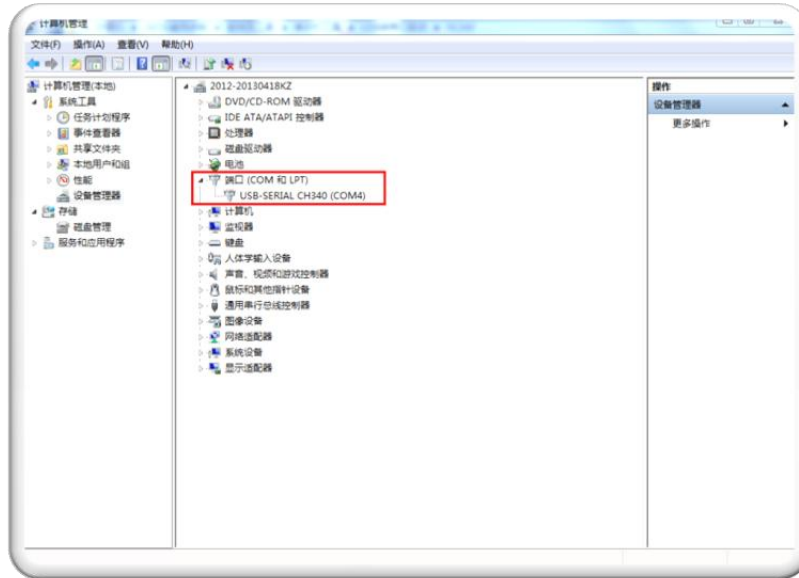 计算机管理
文件(F) 操作(A) 查看(V) 帮助(H)
计算机管理(本地)
系统工具
任务计划程序
事件查看器
共享文件夹
本地用户和组
性能
设备管理器
存储
磁盘管理
服务和应用程序
2012-20130418KZ
DVD/CD-ROM 驱动器
IDE ATA/ATAPI 控制器
处理器
磁盘驱动器
电池
端口 (COM 和 LPT)
USB-SERIAL CH340 (COM4)
计算机
监视器
键盘
人体学输入设备
声音、视频和游戏控制器
鼠标和其他指针设备
通用串行总线控制器
图像设备
网络适配器
系统设备
显示适配器
操作
设备管理器
更多操作